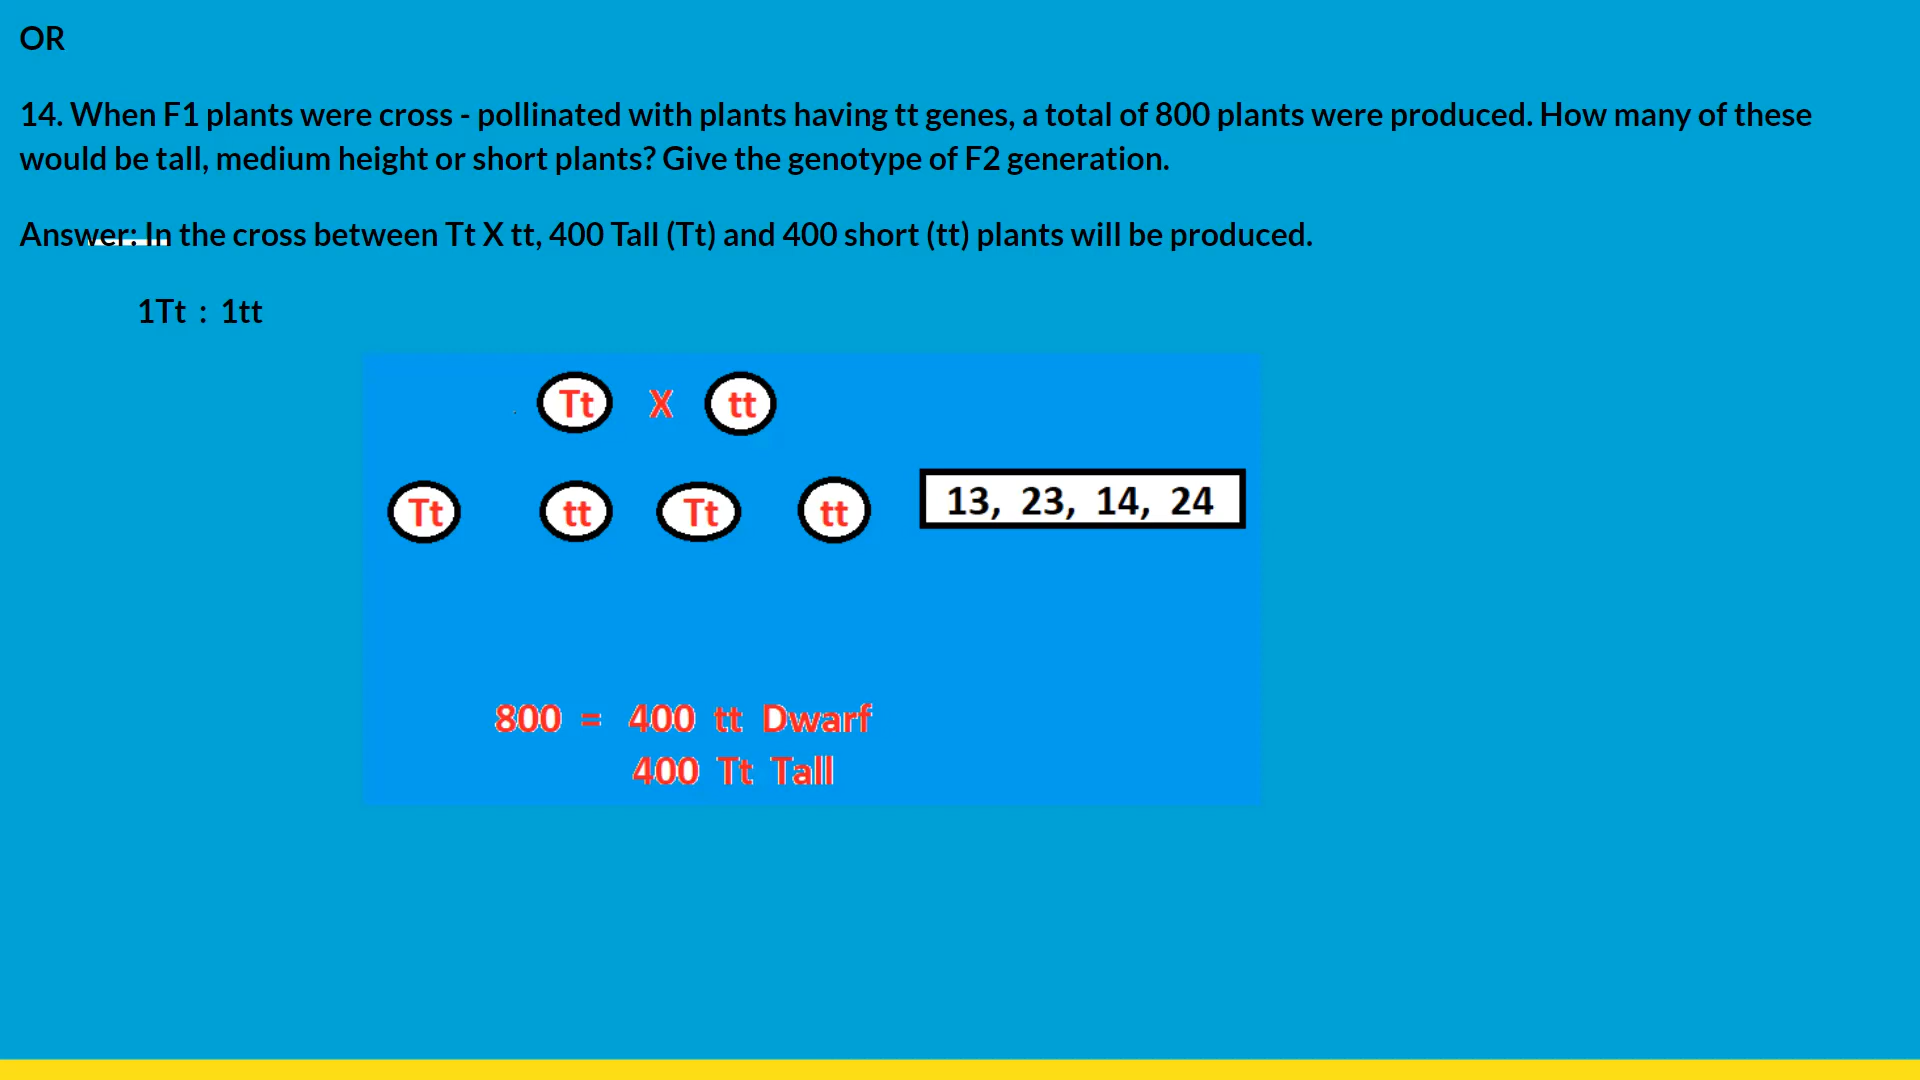 OR
14. When F1 plants were cross - pollinated with plants having tt genes, a total of 800 plants were produced. How many of these
would be tall, medium height or short plants? Give the genotype of F2 generation.
Answer: In the cross between Tt X tt, 400 Tall (Tt) and 400 short (tt) plants will be produced.
1Tt : 1tt
Tt X tt
Tt tt Tt tt 13, 23, 14, 24
800 = 400 tt Dwarf
400 Tt Tall